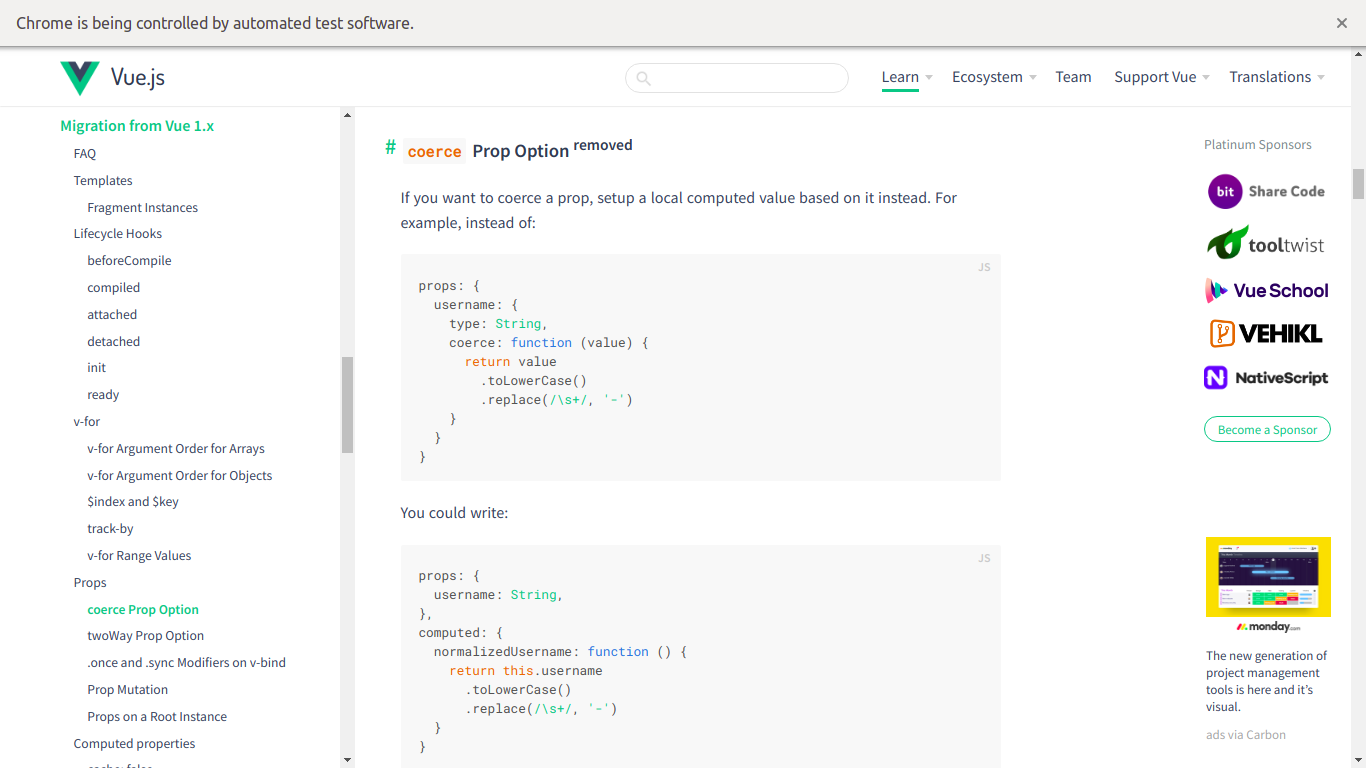 Chrome is being controlled by automated test software.
Vue.js
Learn
Ecosystem
Team
Support Vue
Translations
Migration from Vue 1.x
FAQ
Templates
Fragment Instances
Lifecycle Hooks
beforeCompile
compiled
attached
detached
init
ready
v-for
v-for Argument Order for Arrays
v-for Argument Order for Objects
$index and $key
track-by
v-for Range Values
Props
coerce Prop Option
twoWay Prop Option
.once and .sync Modifiers on v-bind
Prop Mutation
Props on a Root Instance
Computed properties
cache: false
# coerce Prop Option removed
If you want to coerce a prop, setup a local computed value based on it instead. For
example, instead of:
JS
props: {
  username: {
    type: String,
    coerce: function (value) {
      return value
        .toLowerCase()
        .replace(/\s+/, '-')
    }
  }
}
You could write:
JS
props: {
  username: String,
},
computed: {
  normalizedUsername: function () {
    return this.username
      .toLowerCase()
      .replace(/\s+/, '-')
  }
}
Platinum Sponsors
bit Share Code
tooltwist
Vue School
VEHIKL
NativeScript
Become a Sponsor
monday.com
The new generation of
project management
tools is here and it's
visual.
ads via Carbon